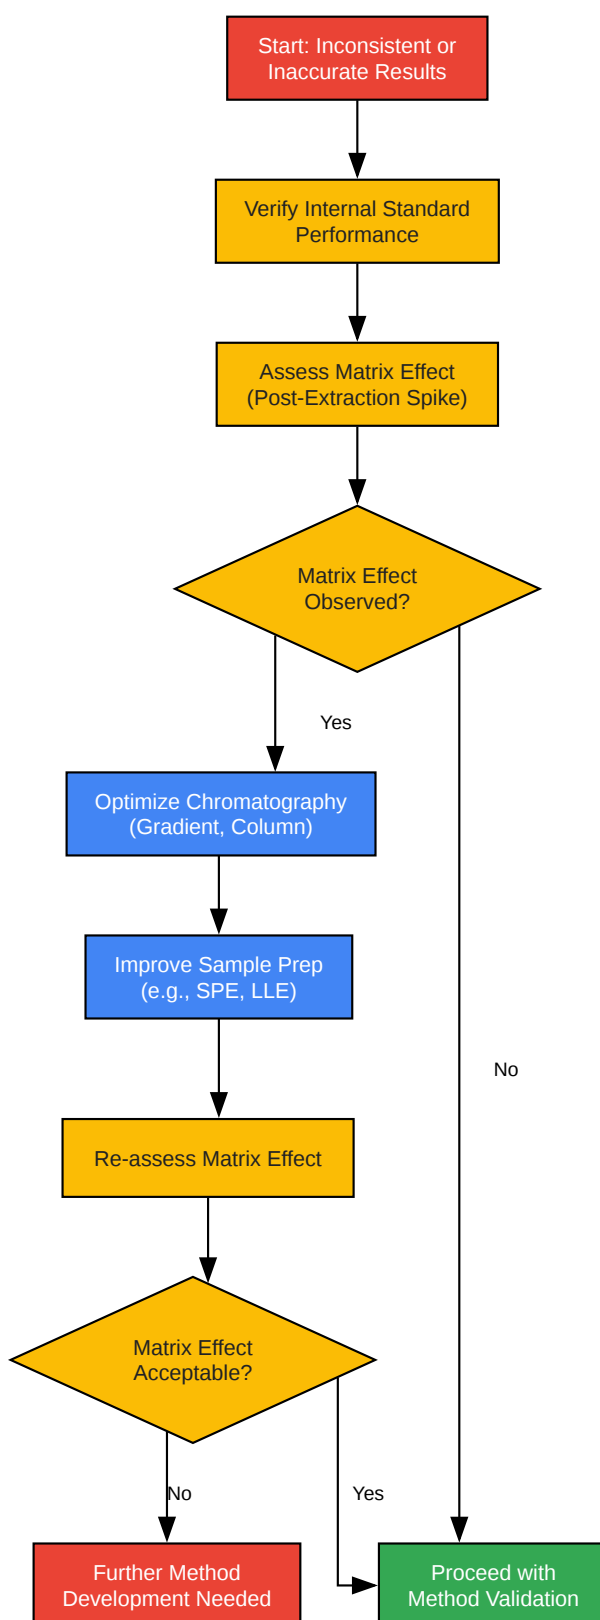 Start: Inconsistent or
Inaccurate Results
Verify Internal Standard
Performance
Assess Matrix Effect
(Post-Extraction Spike)
Matrix Effect
Observed?
Yes
Optimize Chromatography
(Gradient, Column)
Improve Sample Prep
(e.g., SPE, LLE)
No
Re-assess Matrix Effect
Matrix Effect
Acceptable?
No
Yes
Further Method
Development Needed
Proceed with
Method Validation